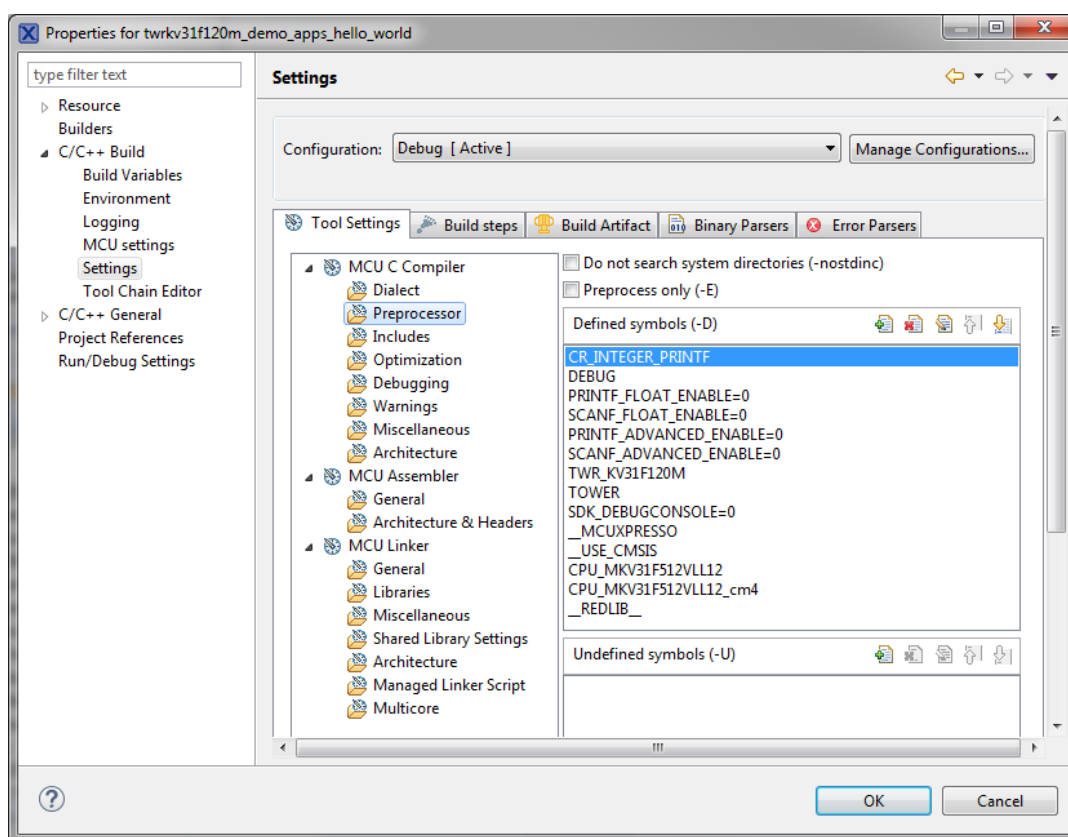 Properties for twrkv31f120m_demo_apps_hello_world
type filter text
Resource
Builders
C/C++ Build
Build Variables
Environment
Logging
MCU settings
Settings
Tool Chain Editor
C/C++ General
Project References
Run/Debug Settings
Settings
Configuration: Debug [ Active ] Manage Configurations...
Tool Settings Build steps Build Artifact Binary Parsers Error Parsers
MCU C Compiler
Dialect
Preprocessor
Includes
Optimization
Debugging
Warnings
Miscellaneous
Architecture
MCU Assembler
General
Architecture & Headers
MCU Linker
General
Libraries
Miscellaneous
Shared Library Settings
Architecture
Managed Linker Script
Multicore
Do not search system directories (-nostdinc)
Preprocess only (-E)
Defined symbols (-D)
CR_INTEGER_PRINTF
DEBUG
PRINTF_FLOAT_ENABLE=0
SCANF_FLOAT_ENABLE=0
PRINTF_ADVANCED_ENABLE=0
SCANF_ADVANCED_ENABLE=0
TWR_KV31F120M
TOWER
SDK_DEBUGCONSOLE=0
__MCUXPRESSO
__USE_CMSIS
CPU_MKV31F512VLL12
CPU_MKV31F512VLL12_cm4
__REDLIB__
Undefined symbols (-U)
OK Cancel